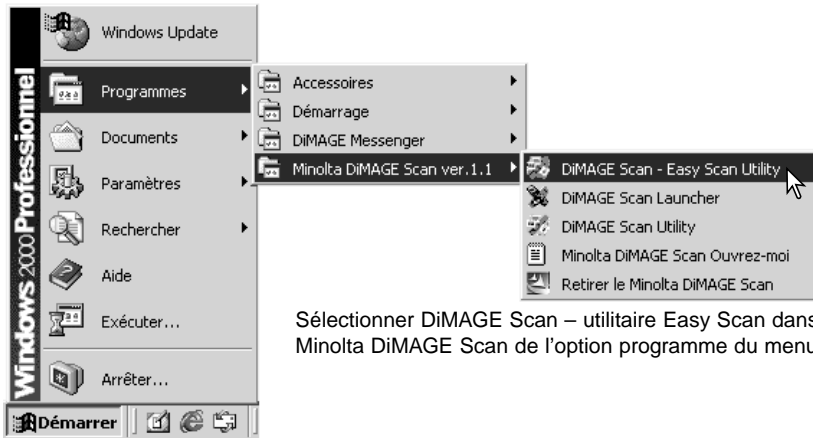 Windows 2000 Professionnel
Windows Update
Programmes
Documents
Paramètres
Rechercher
Aide
Exécuter...
Arrêter...
Démarrer
Accessoires
Démarrage
DiMAGE Messenger
Minolta DiMAGE Scan ver.1.1
DiMAGE Scan - Easy Scan Utility
DiMAGE Scan Launcher
DiMAGE Scan Utility
Minolta DiMAGE Scan Ouvrez-moi
Retirer le Minolta DiMAGE Scan
Sélectionner DiMAGE Scan – utilitaire Easy Scan dans
Minolta DiMAGE Scan de l'option programme du menu